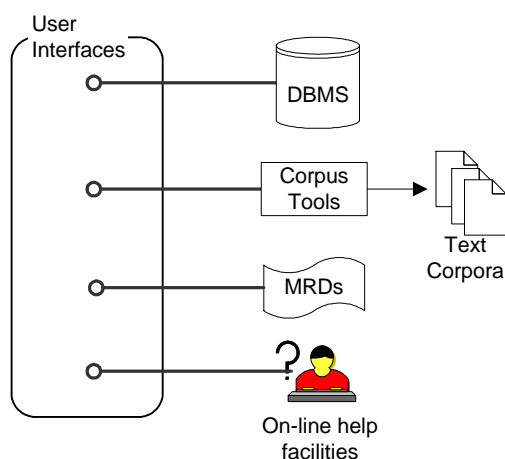 User
Interfaces
DBMS
Corpus
Tools
Text
Corpora
MRDs
?
On-line help
facilities